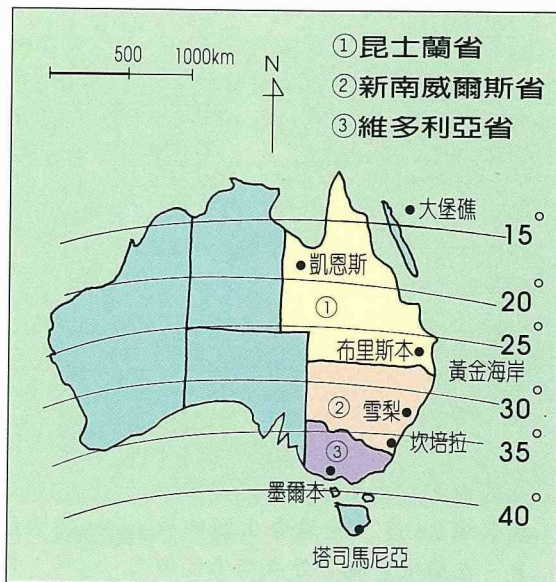 500 1000km
N
①昆士蘭省
②新南威爾斯省
③維多利亞省
大堡礁
15°
凱恩斯
20°
①
25°
布里斯本
黃金海岸
30°
②
雪梨
35°
坎培拉
③
墨爾本
40°
塔司馬尼亞